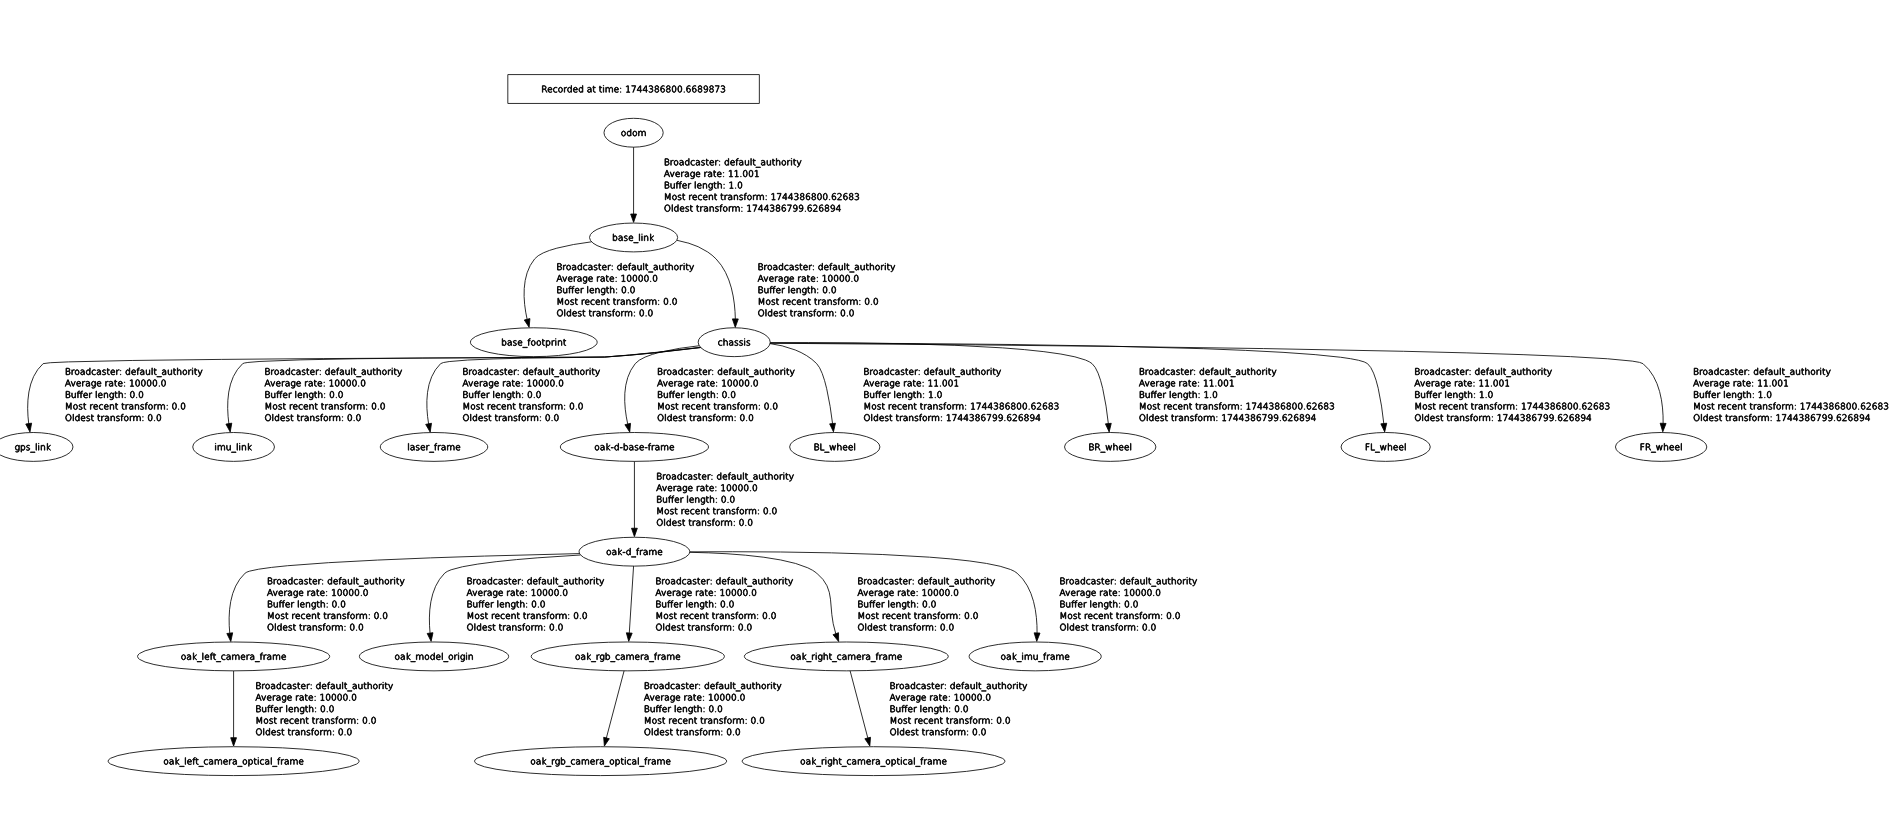 Recorded at time: 1744386800.6689873
odom
Broadcaster: default_authority
Average rate: 11.001
Buffer length: 1.0
Most recent transform: 1744386800.62683
Oldest transform: 1744386799.626894
base_link
Broadcaster: default_authority
Average rate: 10000.0
Buffer length: 0.0
Most recent transform: 0.0
Oldest transform: 0.0
Broadcaster: default_authority
Average rate: 10000.0
Buffer length: 0.0
Most recent transform: 0.0
Oldest transform: 0.0
base_footprint
chassis
Broadcaster: default_authority
Average rate: 10000.0
Buffer length: 0.0
Most recent transform: 0.0
Oldest transform: 0.0
Broadcaster: default_authority
Average rate: 10000.0
Buffer length: 0.0
Most recent transform: 0.0
Oldest transform: 0.0
Broadcaster: default_authority
Average rate: 10000.0
Buffer length: 0.0
Most recent transform: 0.0
Oldest transform: 0.0
Broadcaster: default_authority
Average rate: 10000.0
Buffer length: 0.0
Most recent transform: 0.0
Oldest transform: 0.0
Broadcaster: default_authority
Average rate: 11.001
Buffer length: 1.0
Most recent transform: 1744386800.62683
Oldest transform: 1744386799.626894
Broadcaster: default_authority
Average rate: 11.001
Buffer length: 1.0
Most recent transform: 1744386800.62683
Oldest transform: 1744386799.626894
Broadcaster: default_authority
Average rate: 11.001
Buffer length: 1.0
Most recent transform: 1744386800.62683
Oldest transform: 1744386799.626894
Broadcaster: default_authority
Average rate: 11.001
Buffer length: 1.0
Most recent transform: 1744386800.62683
Oldest transform: 1744386799.626894
gps_link
imu_link
laser_frame
oak-d-base-frame
BL_wheel
BR_wheel
FL_wheel
FR_wheel
Broadcaster: default_authority
Average rate: 10000.0
Buffer length: 0.0
Most recent transform: 0.0
Oldest transform: 0.0
oak-d_frame
Broadcaster: default_authority
Average rate: 10000.0
Buffer length: 0.0
Most recent transform: 0.0
Oldest transform: 0.0
Broadcaster: default_authority
Average rate: 10000.0
Buffer length: 0.0
Most recent transform: 0.0
Oldest transform: 0.0
Broadcaster: default_authority
Average rate: 10000.0
Buffer length: 0.0
Most recent transform: 0.0
Oldest transform: 0.0
Broadcaster: default_authority
Average rate: 10000.0
Buffer length: 0.0
Most recent transform: 0.0
Oldest transform: 0.0
Broadcaster: default_authority
Average rate: 10000.0
Buffer length: 0.0
Most recent transform: 0.0
Oldest transform: 0.0
oak_left_camera_frame
oak_model_origin
oak_rgb_camera_frame
oak_right_camera_frame
oak_imu_frame
Broadcaster: default_authority
Average rate: 10000.0
Buffer length: 0.0
Most recent transform: 0.0
Oldest transform: 0.0
Broadcaster: default_authority
Average rate: 10000.0
Buffer length: 0.0
Most recent transform: 0.0
Oldest transform: 0.0
Broadcaster: default_authority
Average rate: 10000.0
Buffer length: 0.0
Most recent transform: 0.0
Oldest transform: 0.0
oak_left_camera_optical_frame
oak_rgb_camera_optical_frame
oak_right_camera_optical_frame